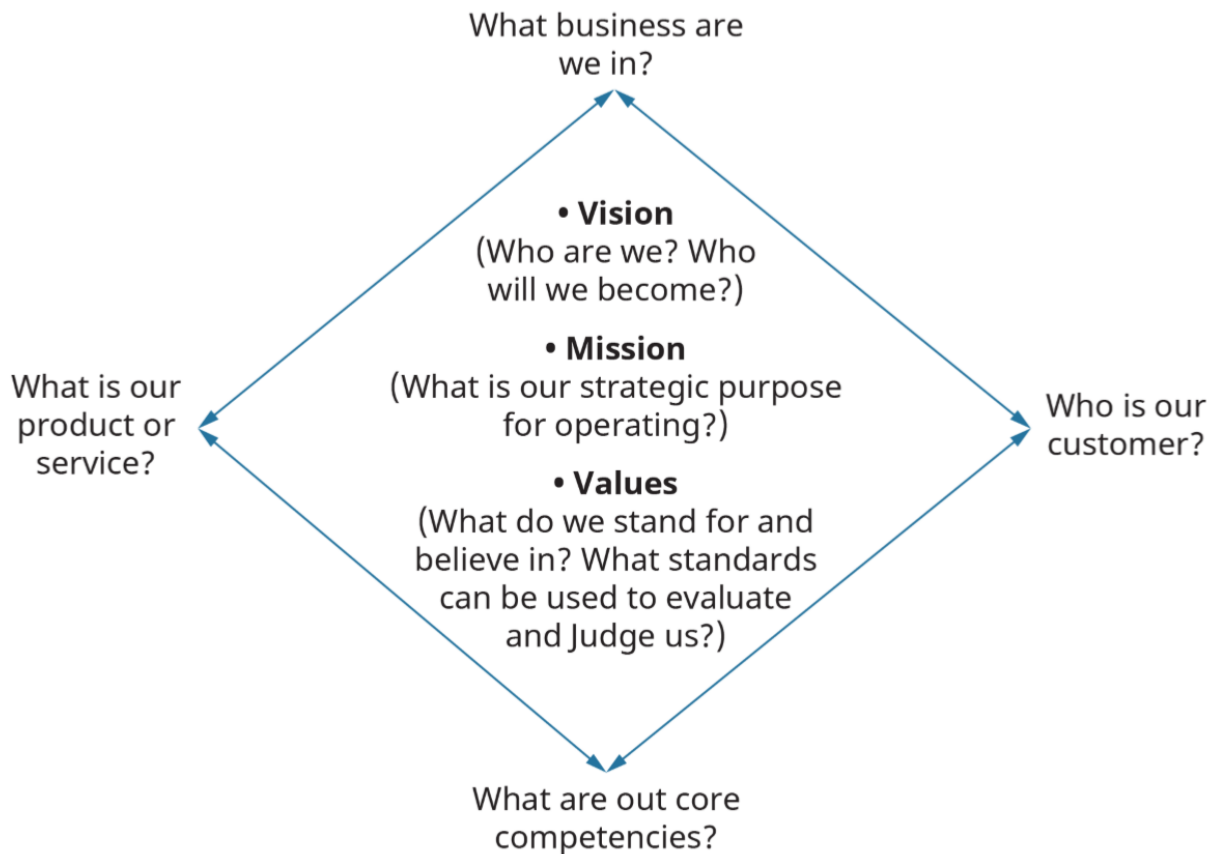 What business are
we in?
• Vision
(Who are we? Who
will we become?)
• Mission
(What is our strategic purpose
for operating?)
• Values
(What do we stand for and
believe in? What standards
can be used to evaluate
and Judge us?)
What is our
product or
service?
Who is our
customer?
What are out core
competencies?